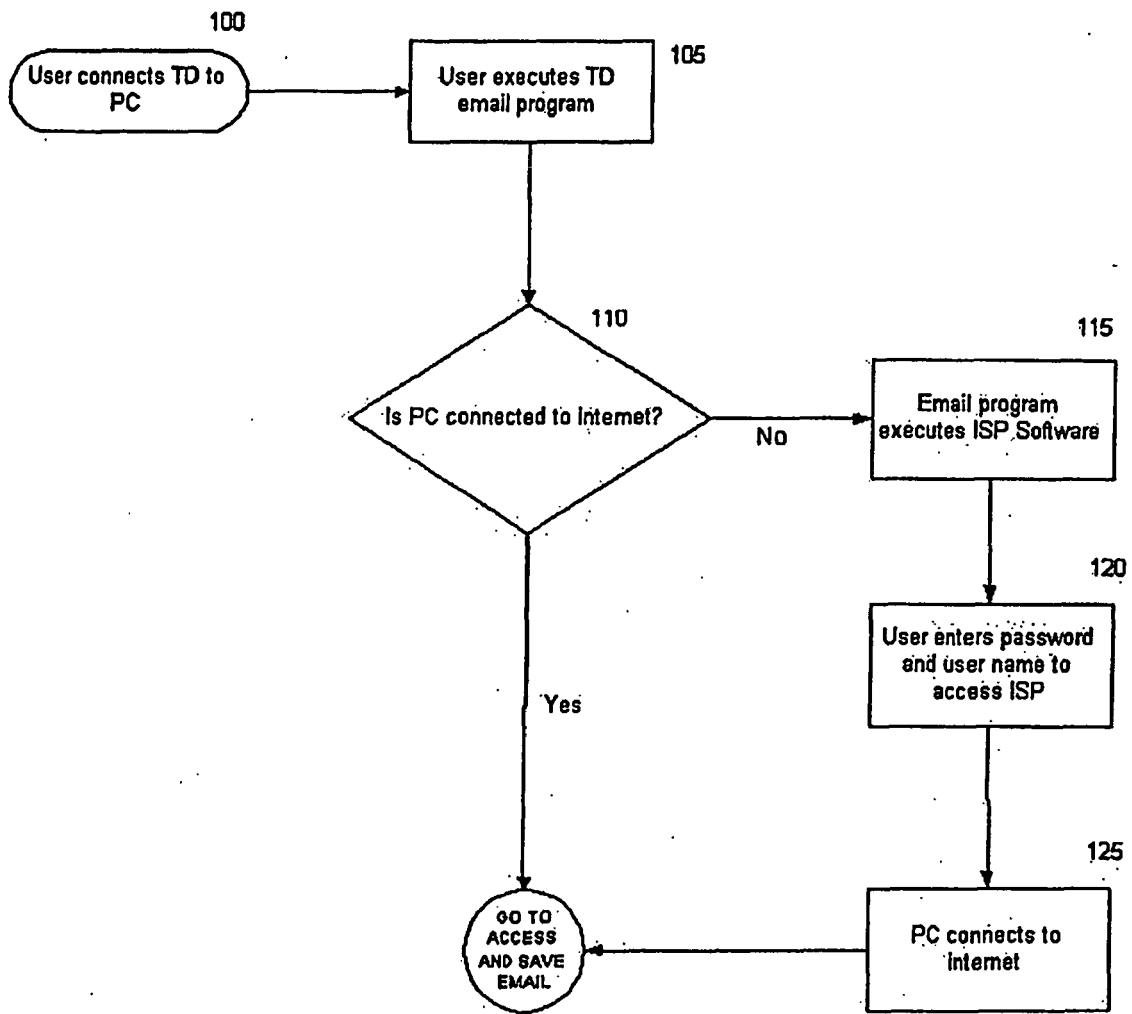 100
User connects TD to
PC
105
User executes TD
email program
110
Is PC connected to Internet?
No
115
Email program
executes ISP Software
120
User enters password
and user name to
access ISP
Yes
125
PC connects to
Internet
GO TO
ACCESS
AND SAVE
EMAIL